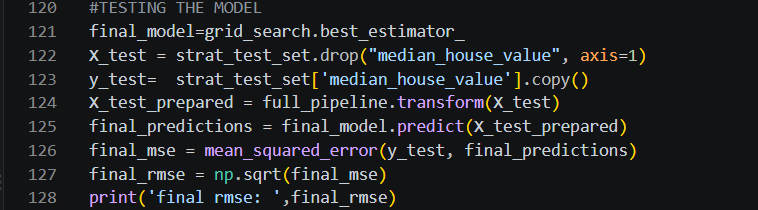 120 #TESTING THE MODEL
121 final_model=grid_search.best_estimator_
122 X_test = strat_test_set.drop("median_house_value", axis=1)
123 y_test=  strat_test_set['median_house_value'].copy()
124 X_test_prepared = full_pipeline.transform(X_test)
125 final_predictions = final_model.predict(X_test_prepared)
126 final_mse = mean_squared_error(y_test, final_predictions)
127 final_rmse = np.sqrt(final_mse)
128 print('final rmse: ',final_rmse)